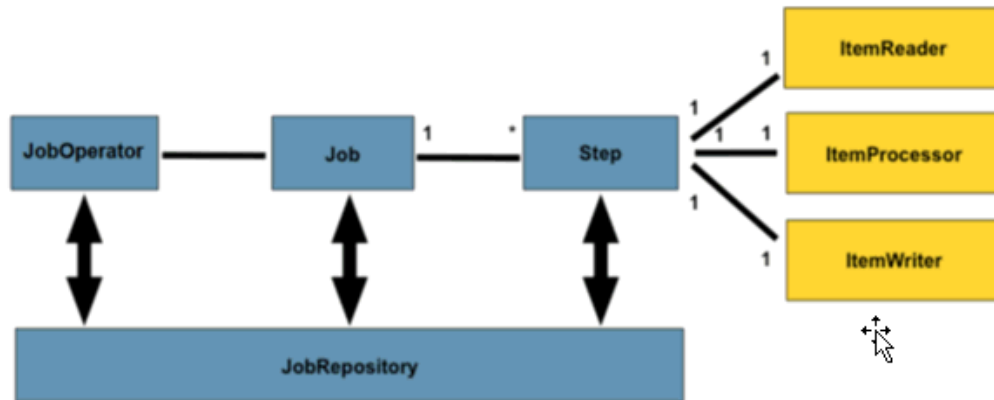 ItemReader
1
1
JobOperator
Job
1
*
Step
1
1
ItemProcessor
1
1
ItemWriter
JobRepository